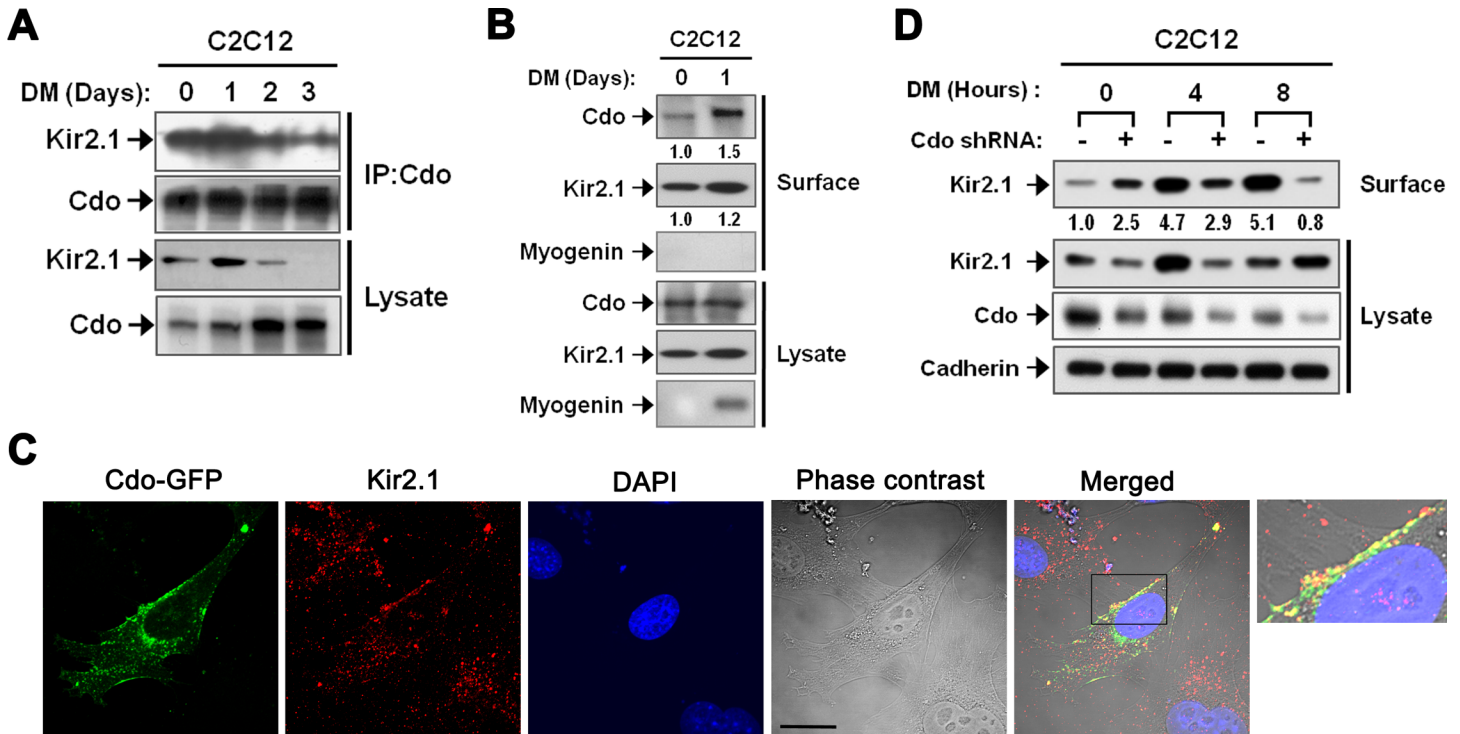 A
C2C12
DM (Days): 0 1 2 3
Kir2.1
Cdo
IP:Cdo
Kir2.1
Cdo
Lysate
B
C2C12
DM (Days): 0 1
Cdo
1.0 1.5
Kir2.1
1.0 1.2
Myogenin
Surface
Cdo
Kir2.1
Myogenin
Lysate
D
C2C12
DM (Hours) : 0 4 8
Cdo shRNA: - + - + - +
Kir2.1 Surface
1.0 2.5 4.7 2.9 5.1 0.8
Kir2.1
Cdo
Cadherin
Lysate
C
Cdo-GFP Kir2.1 DAPI Phase contrast Merged